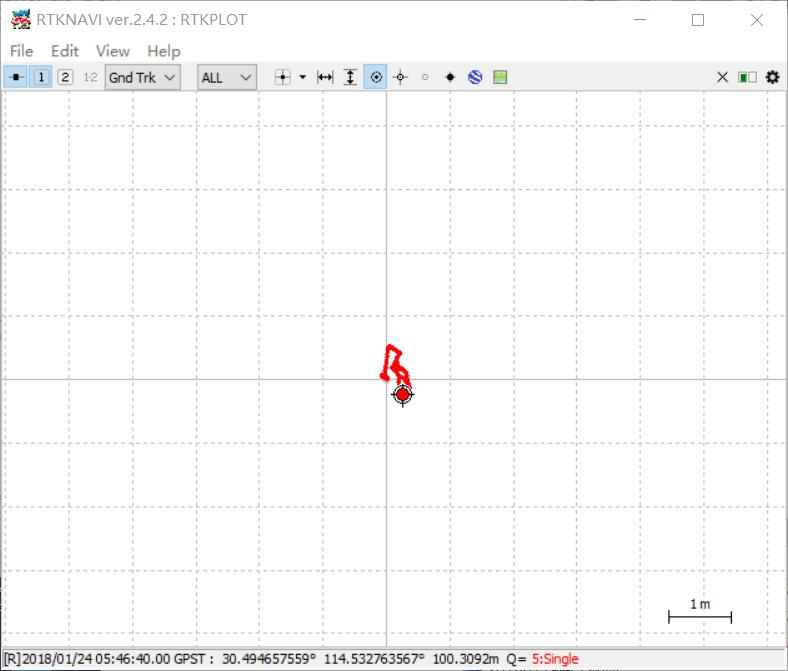 RTKNAVI ver.2.4.2 : RTKPLOT
File Edit View Help
1 2 1-2 Gnd Trk ALL
1 m
[R]2018/01/24 05:46:40.00 GPST : 30.494657559° 114.532763567° 100.3092m Q= 5:Single